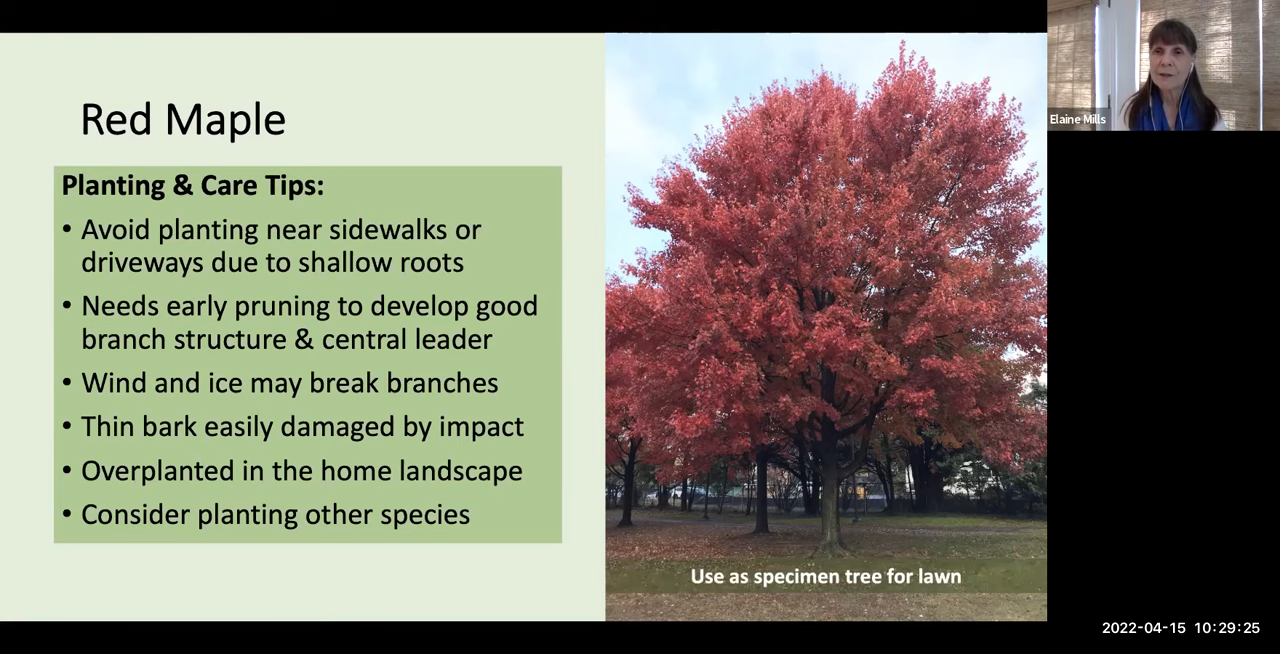 Red Maple
Planting & Care Tips:
• Avoid planting near sidewalks or
driveways due to shallow roots
• Needs early pruning to develop good
branch structure & central leader
• Wind and ice may break branches
• Thin bark easily damaged by impact
• Overplanted in the home landscape
• Consider planting other species
Use as specimen tree for lawn
Elaine Mills
2022-04-15 10:29:25